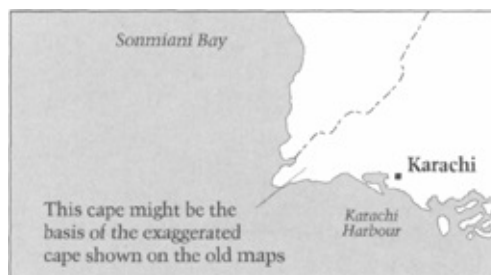 Sonmiani Bay
Karachi
Karachi
Harbour
This cape might be the
basis of the exaggerated
cape shown on the old maps